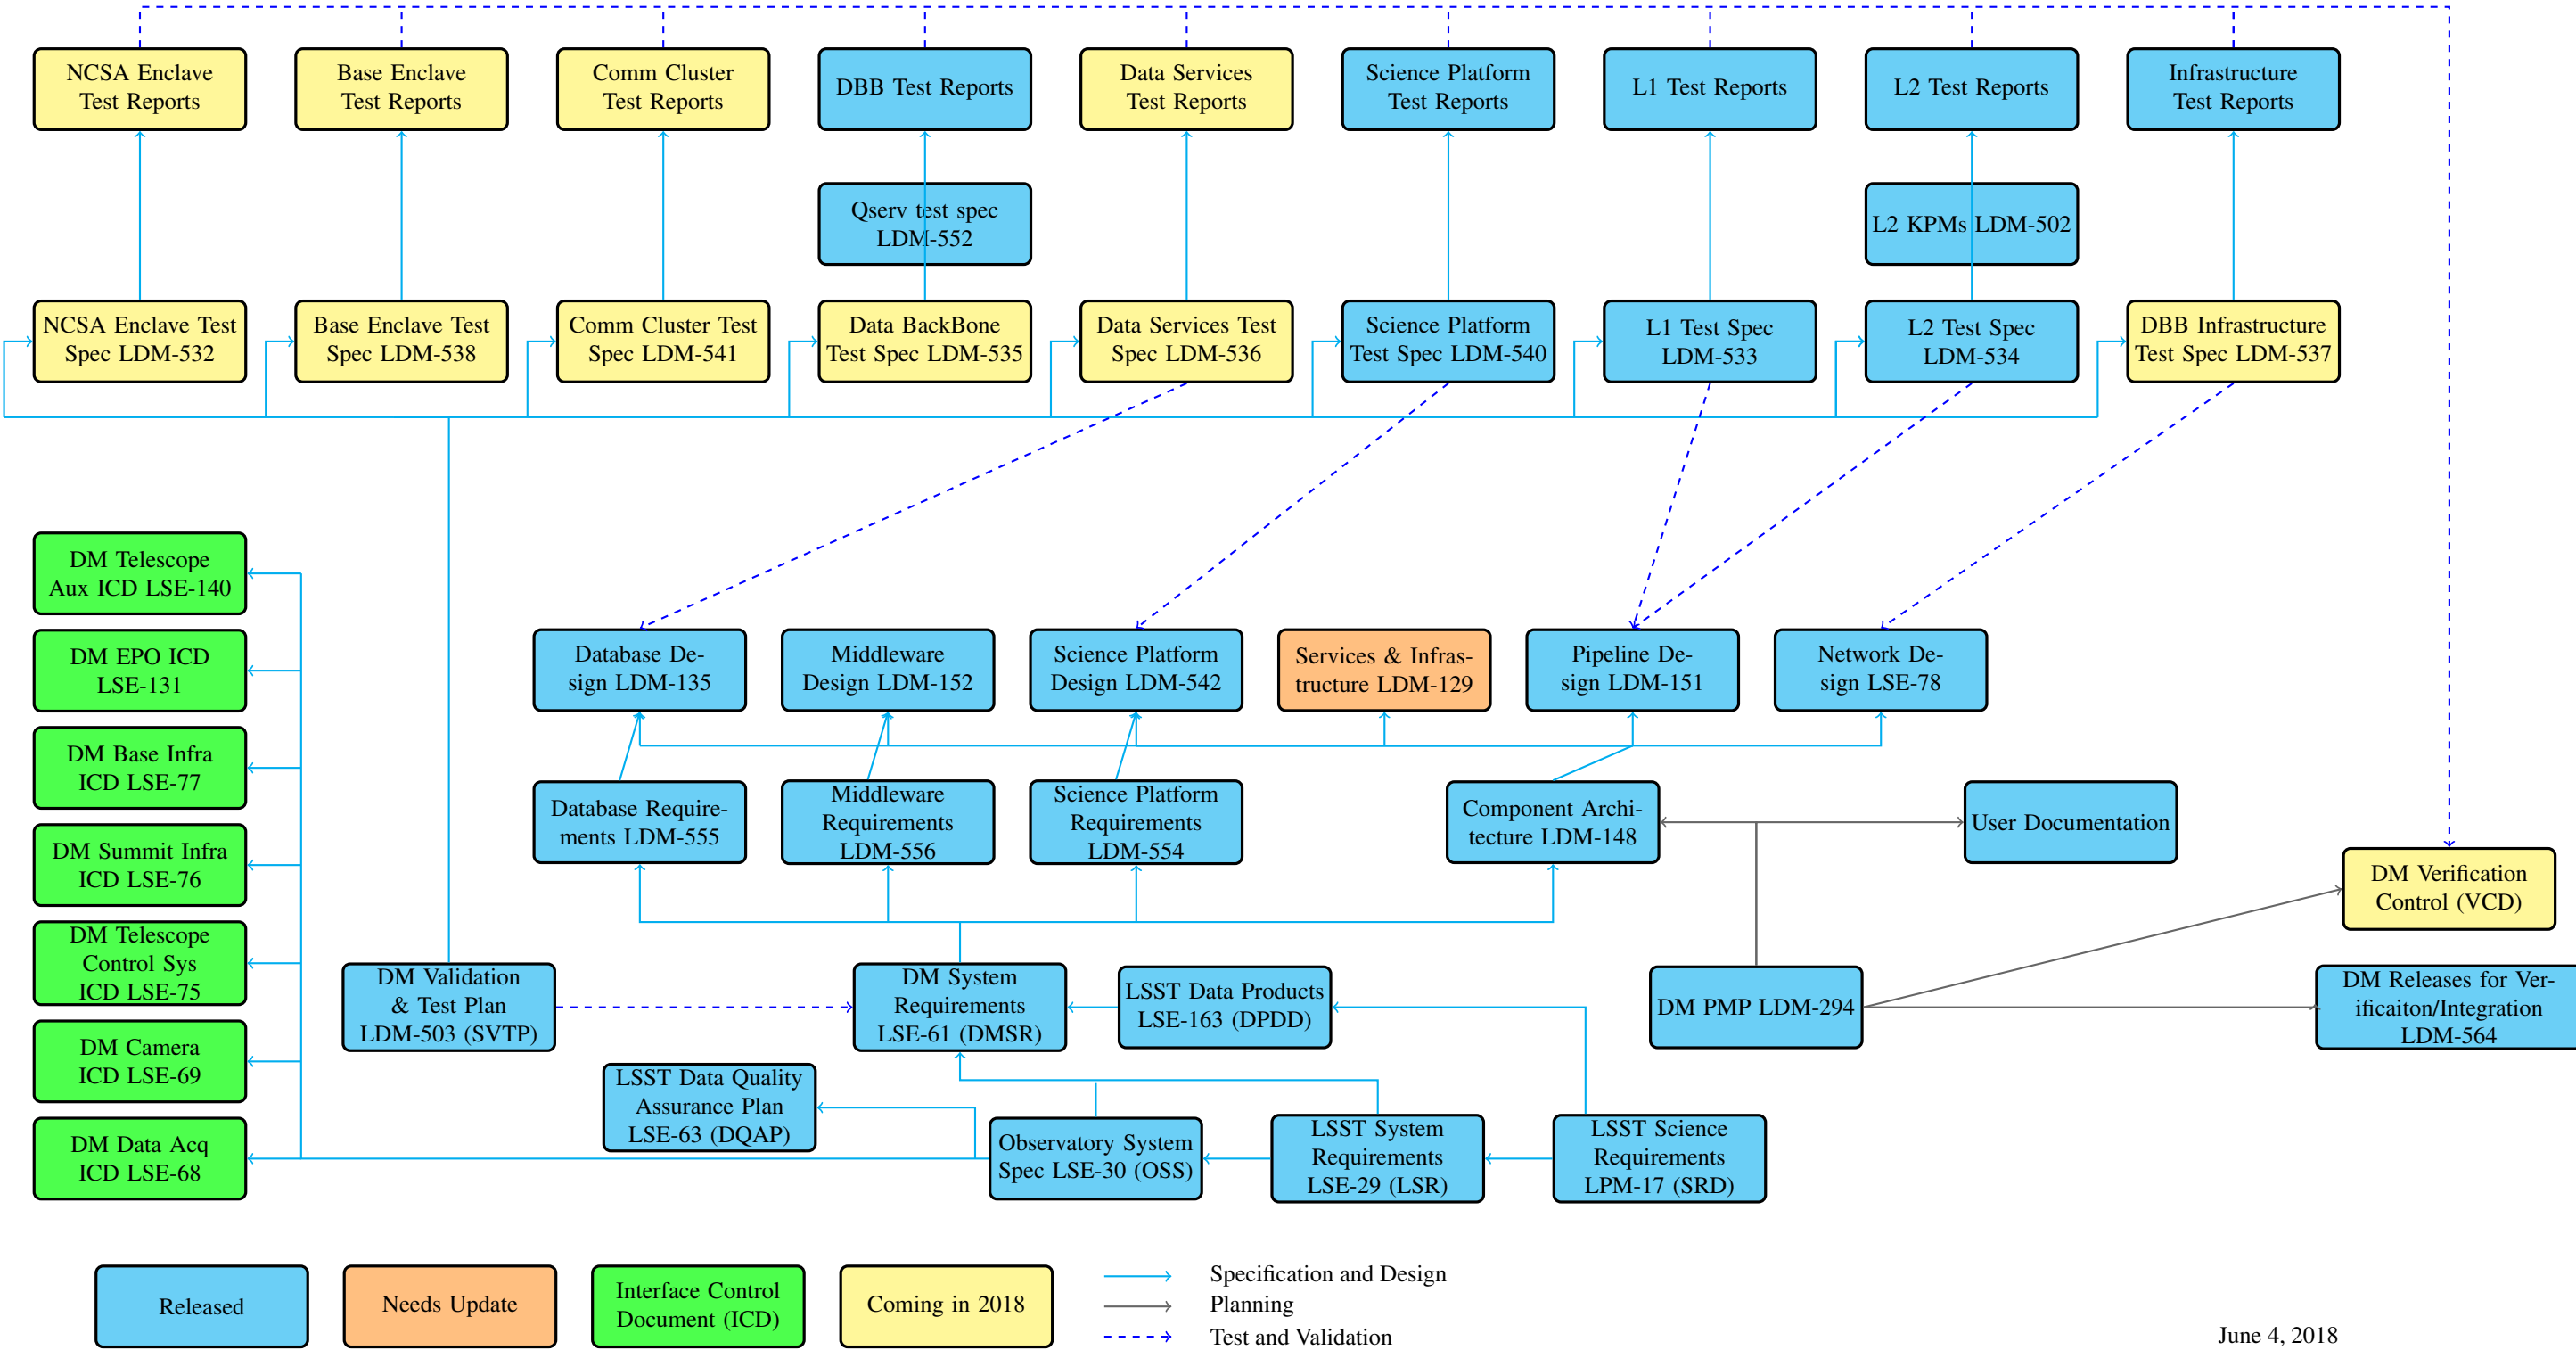 NCSA Enclave
Test Reports
Base Enclave
Test Reports
Comm Cluster
Test Reports
DBB Test Reports
Data Services
Test Reports
Science Platform
Test Reports
L1 Test Reports
L2 Test Reports
Infrastructure
Test Reports
Qserv test spec
LDM-552
L2 KPMs LDM-502
NCSA Enclave Test
Spec LDM-532
Base Enclave Test
Spec LDM-538
Comm Cluster Test
Spec LDM-541
Data BackBone
Test Spec LDM-535
Data Services Test
Spec LDM-536
Science Platform
Test Spec LDM-540
L1 Test Spec
LDM-533
L2 Test Spec
LDM-534
DBB Infrastructure
Test Spec LDM-537
DM Telescope
Aux ICD LSE-140
DM EPO ICD
LSE-131
DM Base Infra
ICD LSE-77
DM Summit Infra
ICD LSE-76
DM Telescope
Control Sys
ICD LSE-75
DM Camera
ICD LSE-69
DM Data Acq
ICD LSE-68
Database De-
sign LDM-135
Middleware
Design LDM-152
Science Platform
Design LDM-542
Services & Infras-
tructure LDM-129
Pipeline De-
sign LDM-151
Network De-
sign LSE-78
Database Require-
ments LDM-555
Middleware
Requirements
LDM-556
Science Platform
Requirements
LDM-554
Component Archi-
tecture LDM-148
User Documentation
DM Verification
Control (VCD)
DM Validation
& Test Plan
LDM-503 (SVTP)
DM System
Requirements
LSE-61 (DMSR)
LSST Data Products
LSE-163 (DPDD)
DM PMP LDM-294
DM Releases for Ver-
ificaiton/Integration
LDM-564
LSST Data Quality
Assurance Plan
LSE-63 (DQAP)
Observatory System
Spec LSE-30 (OSS)
LSST System
Requirements
LSE-29 (LSR)
LSST Science
Requirements
LPM-17 (SRD)
Released
Needs Update
Interface Control
Document (ICD)
Coming in 2018
Specification and Design
Planning
Test and Validation
June 4, 2018